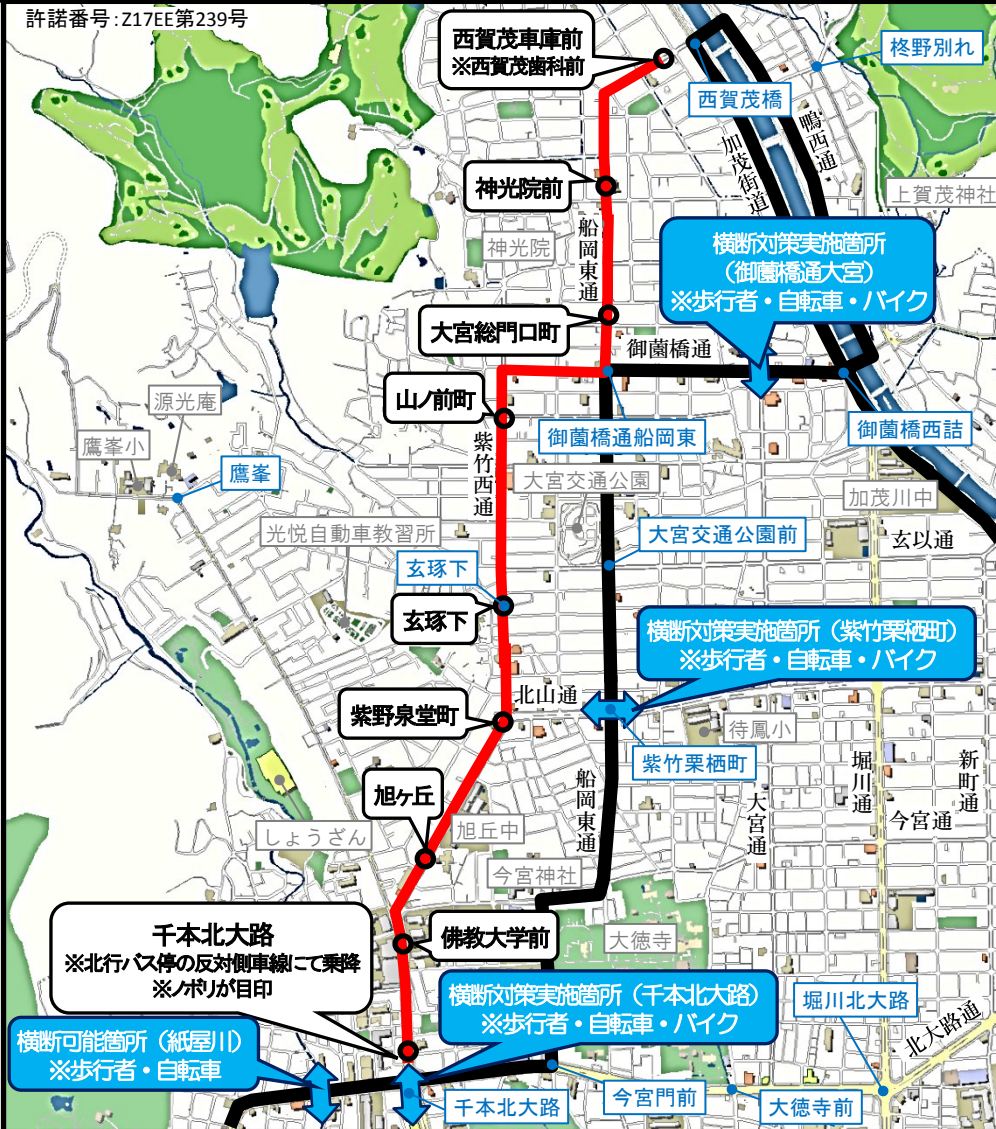 許諾番号:Z17EE第239号
西賀茂車庫前
※西賀茂歯科前
柊野別れ
西賀茂橋
鴨西通
加茂街道
神光院前
上賀茂神社
船岡東通
神光院
横断対策実施箇所
(御薗橋通大宮)
※歩行者・自転車・バイク
大宮総門口町
御薗橋通
源光庵
山ノ前町
鷹峯小
御薗橋通船岡東
御薗橋西詰
紫竹西通
鷹峯
大宮交通公園
加茂川中
光悦自動車教習所
大宮交通公園前
玄以通
玄琢下
玄琢下
横断対策実施箇所(紫竹栗栖町)
※歩行者・自転車・バイク
北山通
紫野泉堂町
待鳳小
紫竹栗栖町
堀川通
新町通
旭ヶ丘
船岡東通
大宮通
今宮通
しょうざん
旭丘中
今宮神社
千本北大路
※北行バス停の反対側車線にて乗降
※ノボリが目印
佛教大学前
大徳寺
横断対策実施箇所(千本北大路)
※歩行者・自転車・バイク
堀川北大路
北大路通
横断可能箇所(紙屋川)
※歩行者・自転車
千本北大路
今宮門前
大徳寺前